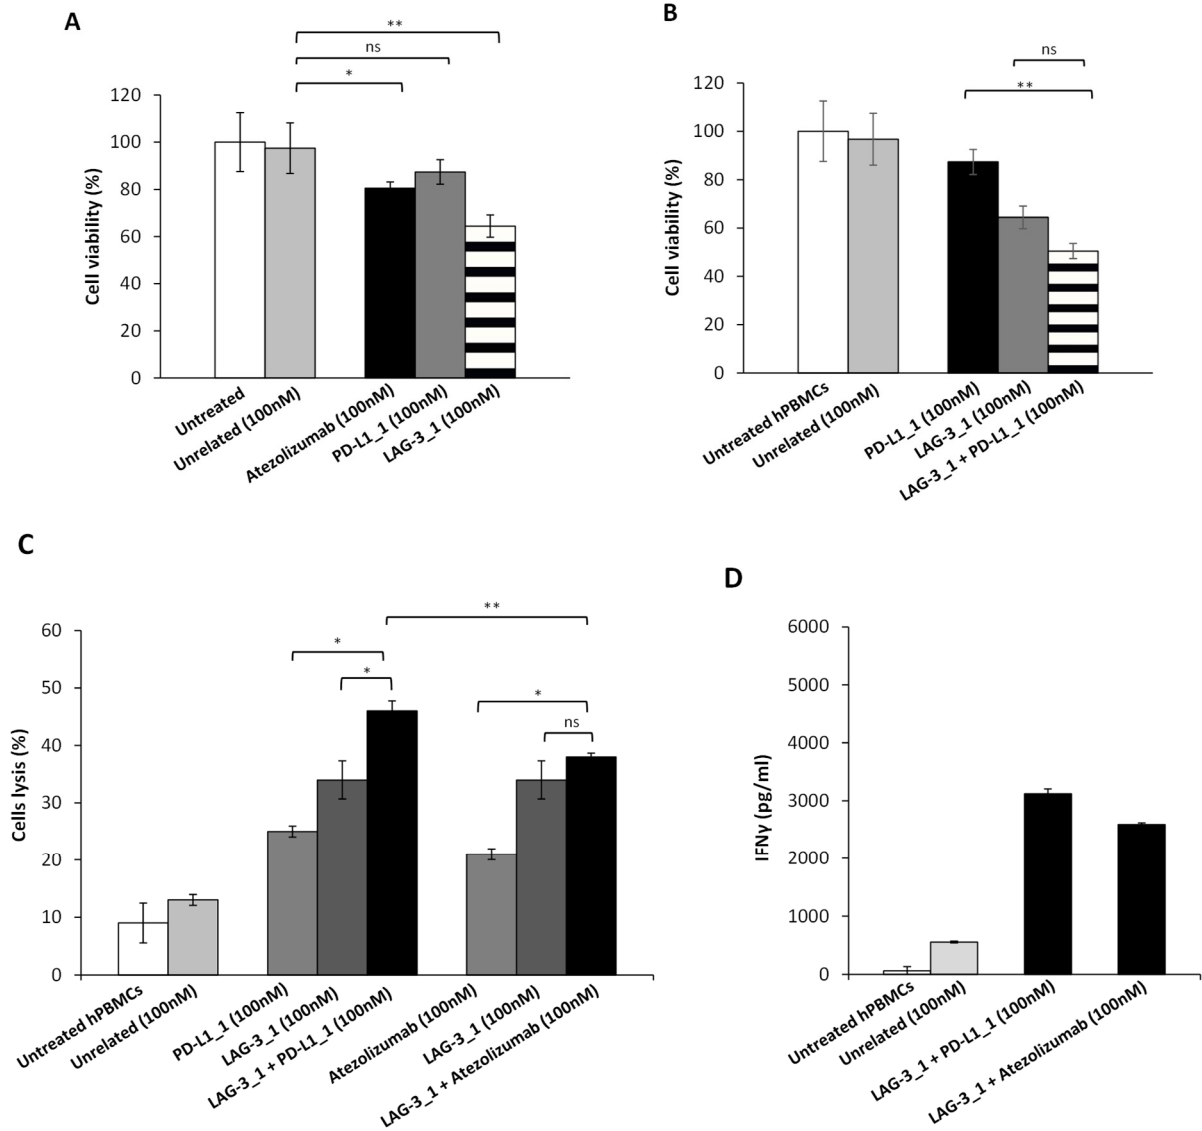 A
**
ns
*
Cell viability (%)
120
100
80
60
40
20
0
Untreated
Unrelated (100nM)
Atezolizumab (100nM)
PD-L1_1 (100nM)
LAG-3_1 (100nM)
B
ns
**
Cell viability (%)
120
100
80
60
40
20
0
Untreated hPBMCs
Unrelated (100nM)
PD-L1_1 (100nM)
LAG-3_1 (100nM)
LAG-3_1 + PD-L1_1 (100nM)
C
**
*
*
*
ns
Cells lysis (%)
60
50
40
30
20
10
0
Untreated hPBMCs
Unrelated (100nM)
PD-L1_1 (100nM)
LAG-3_1 (100nM)
LAG-3_1 + PD-L1_1 (100nM)
Atezolizumab (100nM)
LAG-3_1 (100nM)
LAG-3_1 + Atezolizumab (100nM)
D
IFNγ (pg/ml)
6000
5000
4000
3000
2000
1000
0
Untreated hPBMCs
Unrelated (100nM)
LAG-3_1 + PD-L1_1 (100nM)
LAG-3_1 + Atezolizumab (100nM)